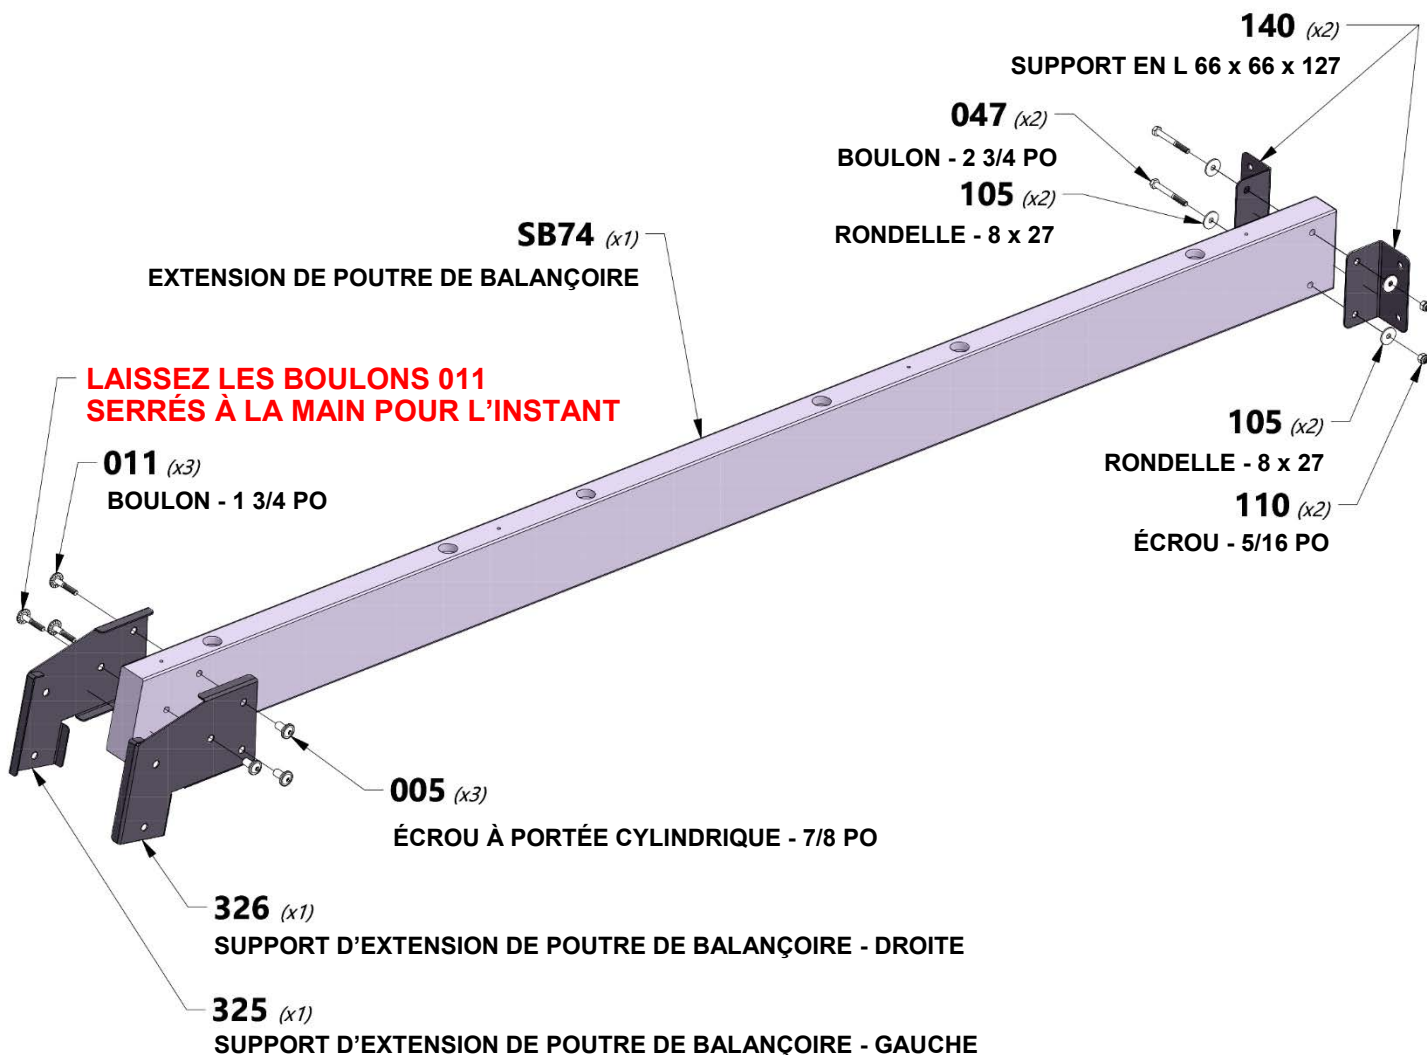 140 (x2)
SUPPORT EN L 66 x 66 x 127
047 (x2)
BOULON - 2 3/4 PO
105 (x2)
RONDELLE - 8 x 27
SB74 (x1)
EXTENSION DE POUTRE DE BALANÇOIRE
LAISSEZ LES BOULONS 011
SERRÉS À LA MAIN POUR L’INSTANT
011 (x3)
BOULON - 1 3/4 PO
105 (x2)
RONDELLE - 8 x 27
110 (x2)
ÉCROU - 5/16 PO
005 (x3)
ÉCROU À PORTÉE CYLINDRIQUE - 7/8 PO
326 (x1)
SUPPORT D’EXTENSION DE POUTRE DE BALANÇOIRE - DROITE
325 (x1)
SUPPORT D’EXTENSION DE POUTRE DE BALANÇOIRE - GAUCHE